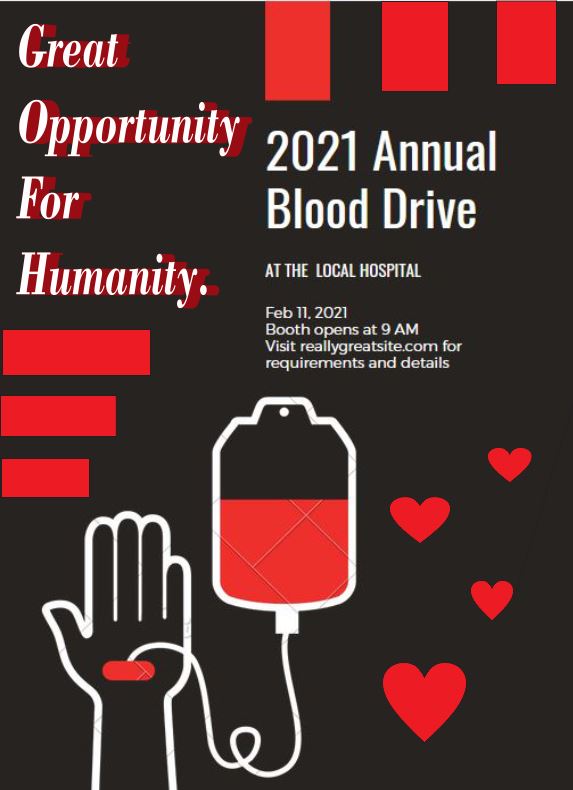 Great
Opportunity
For
Humanity.
2021 Annual
Blood Drive
AT THE LOCAL HOSPITAL
Feb 11, 2021
Booth opens at 9 AM
Visit reallygreatsite.com for
requirements and details